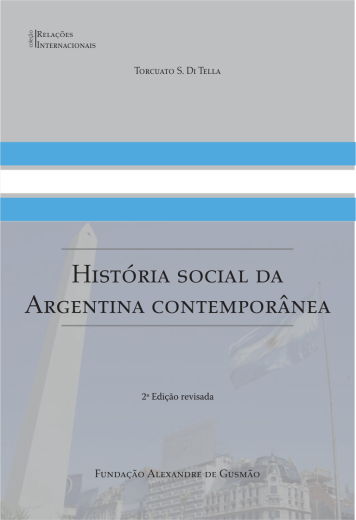 coleção
Relações
Internacionais
Torcuato S. Di Tella
História social da
Argentina contemporânea
2ª Edição revisada
Fundação Alexandre de Gusmão